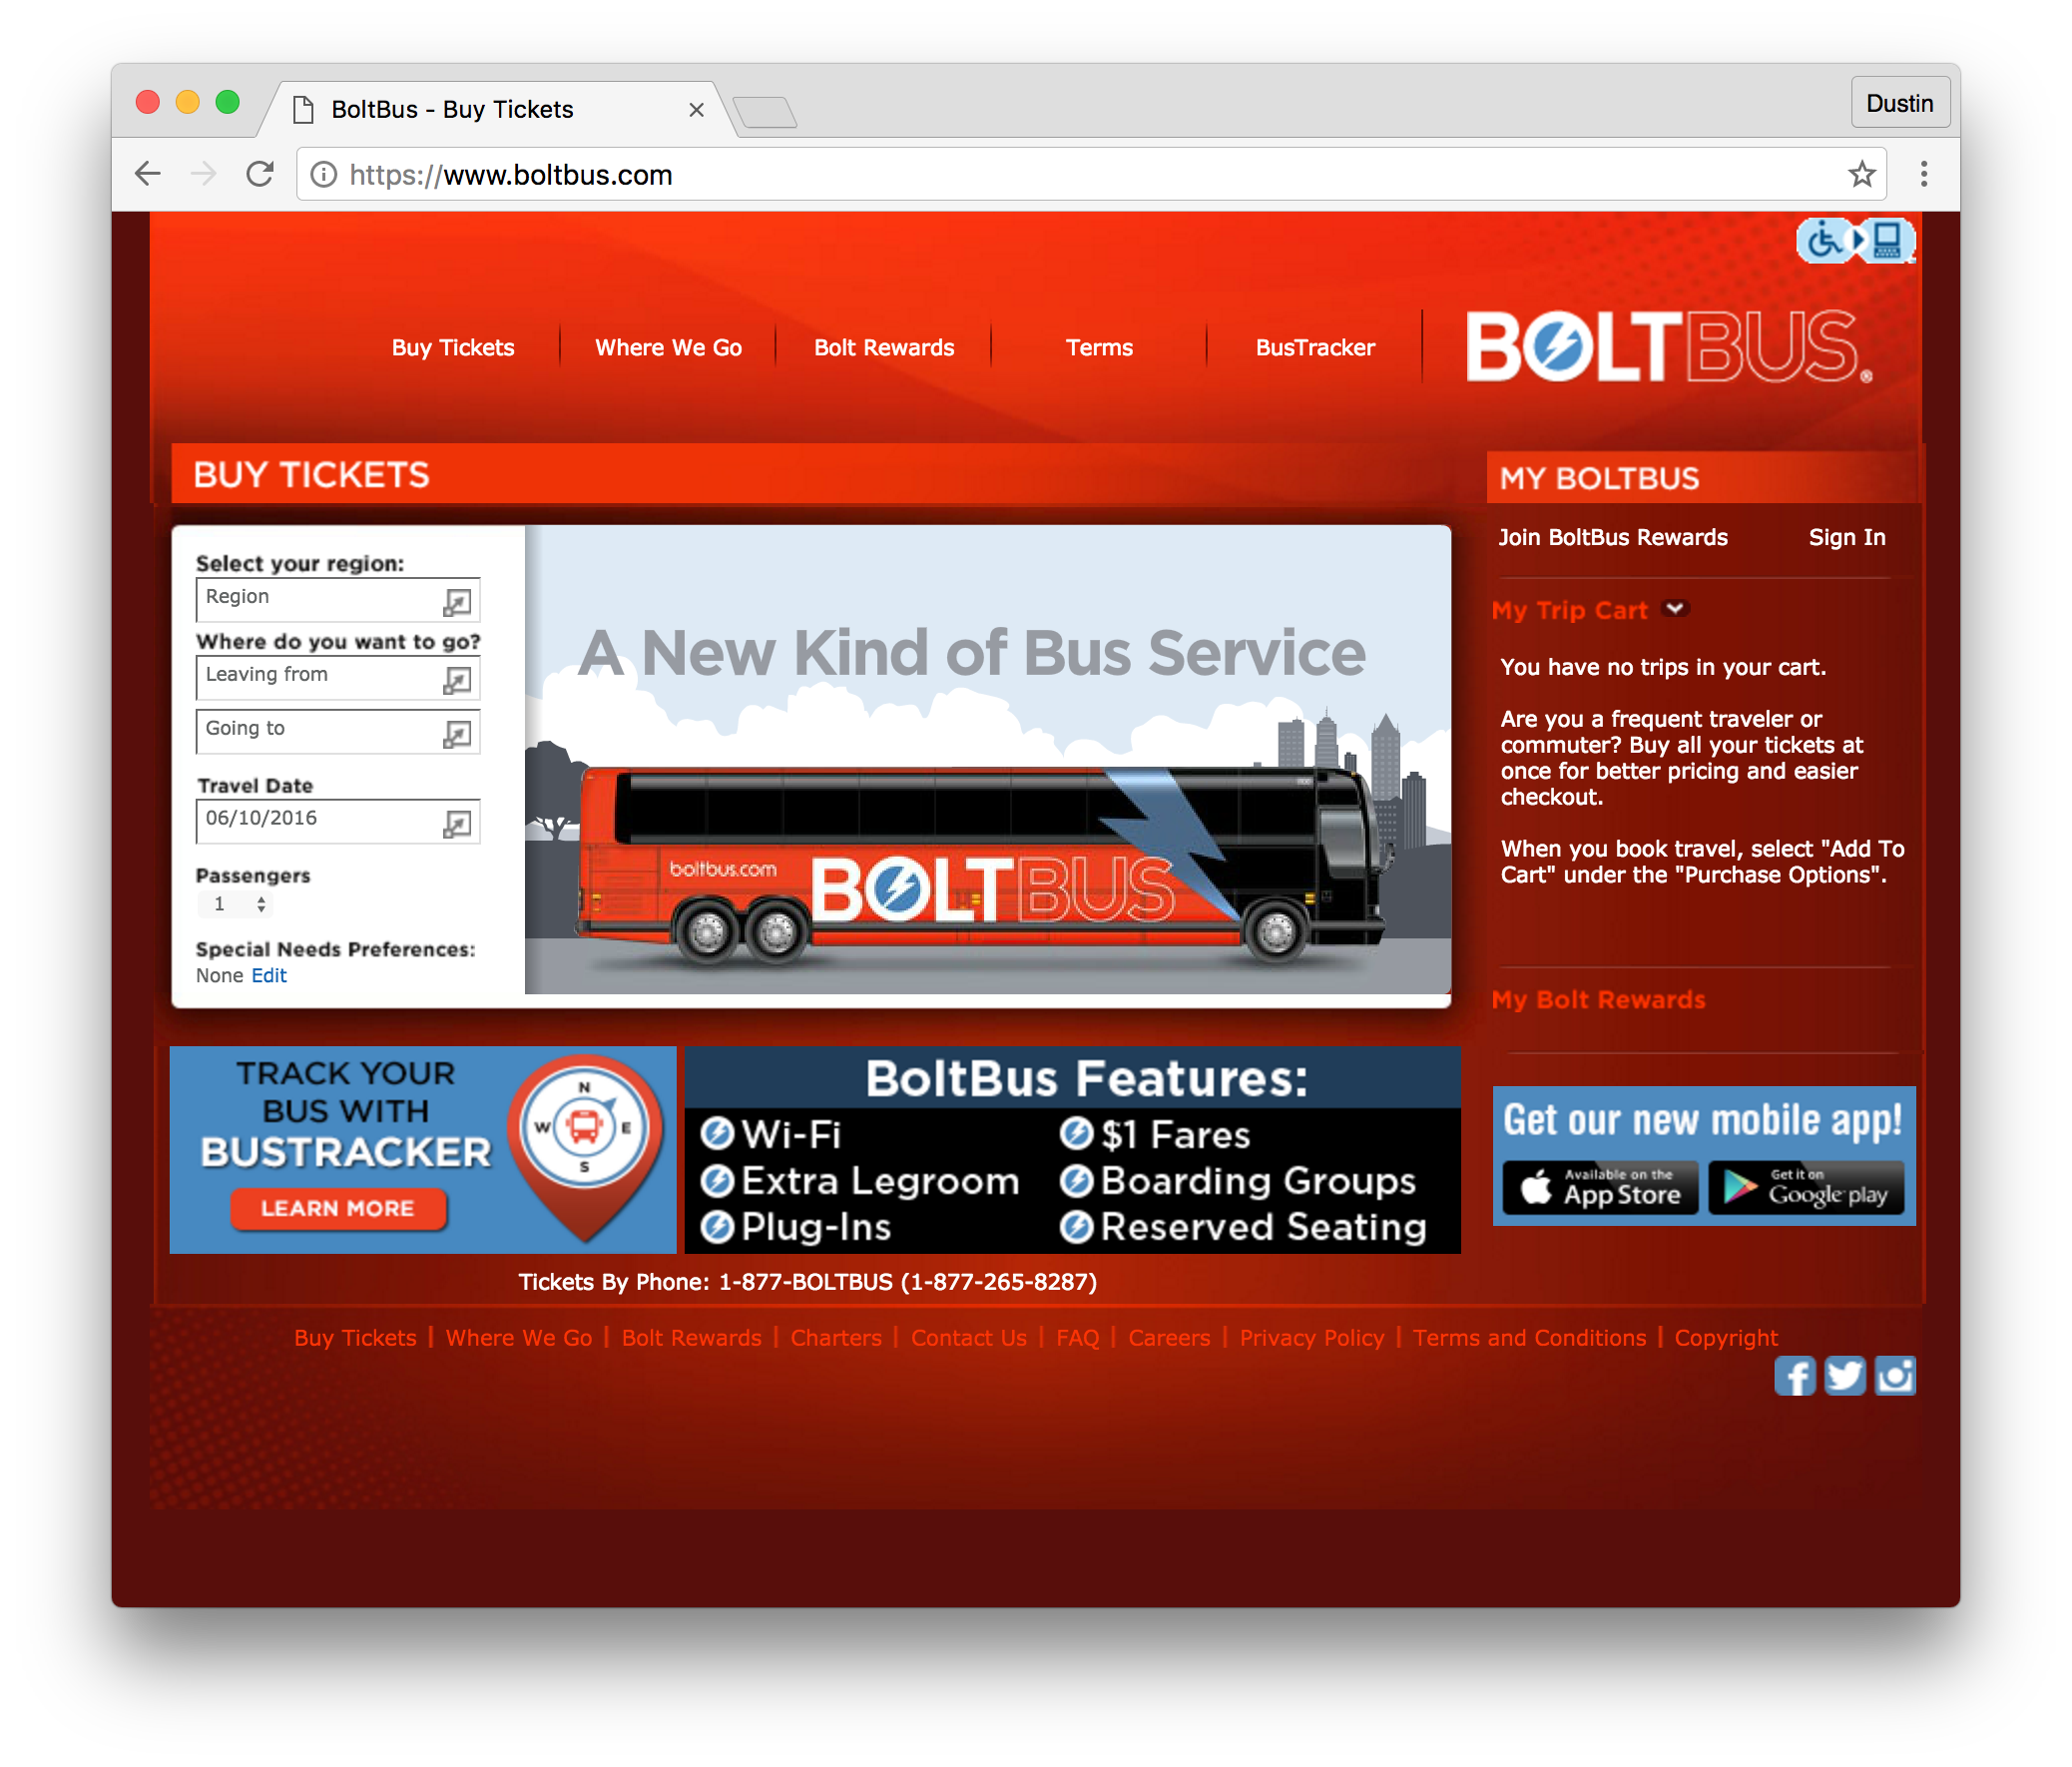 BoltBus - Buy Tickets
Dustin
https://www.boltbus.com
Buy Tickets
Where We Go
Bolt Rewards
Terms
BusTracker
BOLTBUS®
BUY TICKETS
Select your region:
Region
Where do you want to go?
Leaving from
Going to
Travel Date
06/10/2016
Passengers
1
Special Needs Preferences:
None Edit
A New Kind of Bus Service
boltbus.com
BOLTBUS
MY BOLTBUS
Join BoltBus Rewards
Sign In
My Trip Cart
You have no trips in your cart.
Are you a frequent traveler or
commuter? Buy all your tickets at
once for better pricing and easier
checkout.
When you book travel, select "Add To
Cart" under the "Purchase Options".
My Bolt Rewards
TRACK YOUR
BUS WITH
BUSTRACKER
LEARN MORE
N
W
E
S
BoltBus Features:
Wi-Fi
Extra Legroom
Plug-Ins
$1 Fares
Boarding Groups
Reserved Seating
Get our new mobile app!
Available on the
App Store
Get it on
Google play
Tickets By Phone: 1-877-BOLTBUS (1-877-265-8287)
Buy Tickets | Where We Go | Bolt Rewards | Charters | Contact Us | FAQ | Careers | Privacy Policy | Terms and Conditions | Copyright